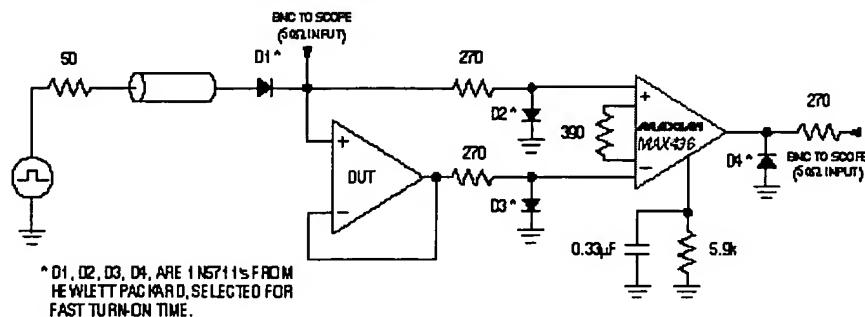 BNC TO SCOPE
(50Ω INPUT)
50
D1 *
270
D2 *
390
+
−
MAXIM
MAX436
270
D4 *
BNC TO SCOPE
(50Ω INPUT)
+
−
DUT
270
D3 *
0.33µF
5.9k
* D1, D2, D3, D4, ARE 1N5711s FROM
HEWLETT PACKARD, SELECTED FOR
FAST TURN-ON TIME.